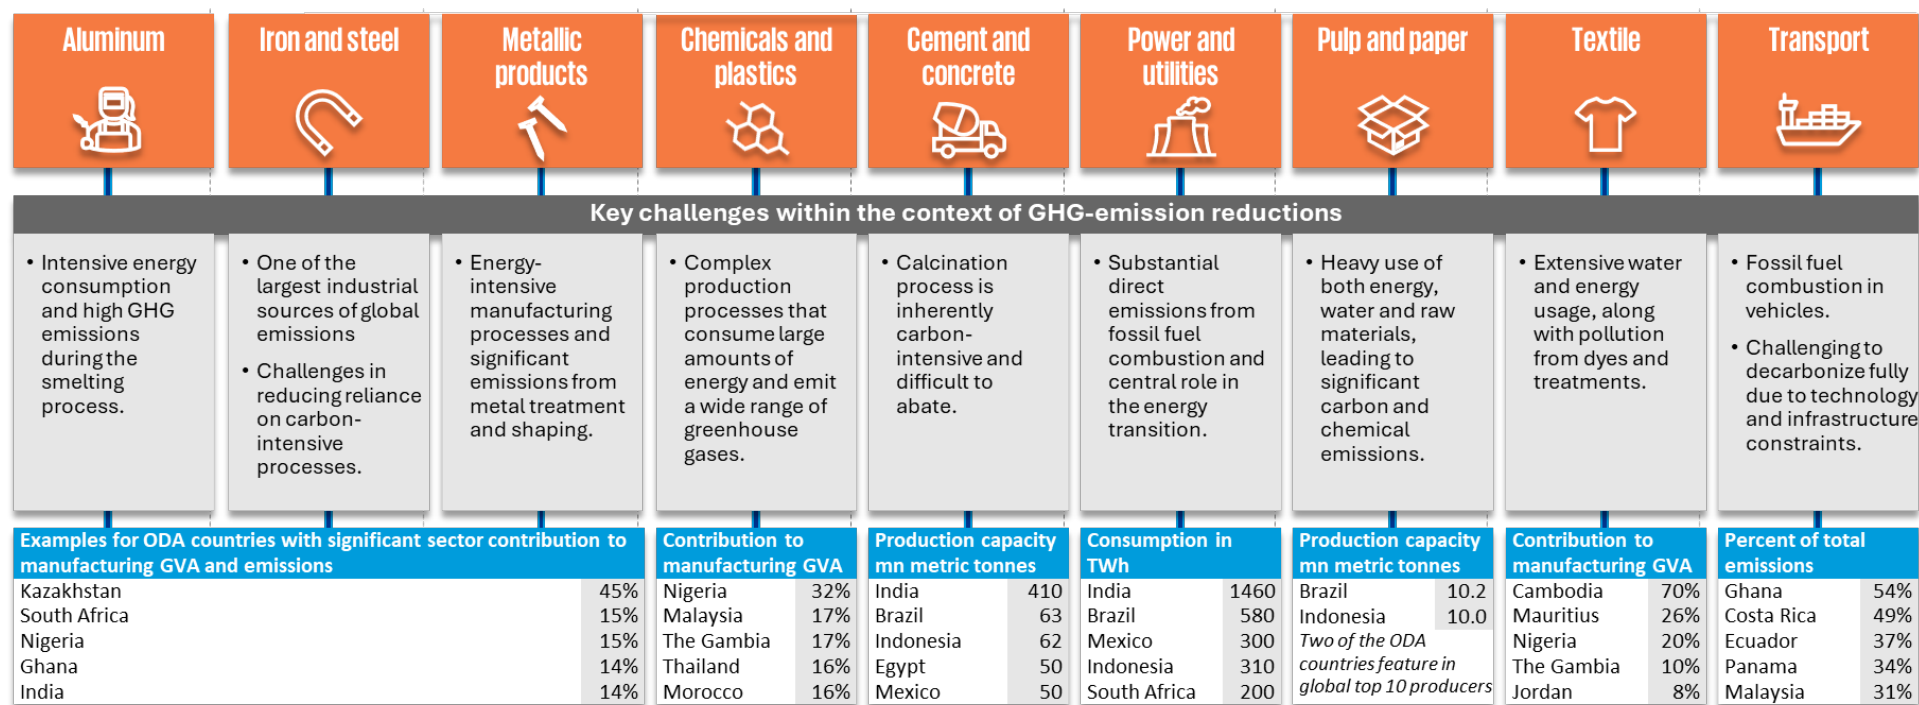 Aluminum
Iron and steel
Metallic
products
Chemicals and
plastics
Cement and
concrete
Power and
utilities
Pulp and paper
Textile
Transport
Key challenges within the context of GHG-emission reductions
• Intensive energy
consumption
and high GHG
emissions
during the
smelting
process.
• One of the
largest industrial
sources of global
emissions
• Challenges in
reducing reliance
on carbon-
intensive
processes.
• Energy-
intensive
manufacturing
processes and
significant
emissions from
metal treatment
and shaping.
• Complex
production
processes that
consume large
amounts of
energy and emit
a wide range of
greenhouse
gases.
• Calcination
process is
inherently
carbon-
intensive and
difficult to
abate.
• Substantial
direct
emissions from
fossil fuel
combustion and
central role in
the energy
transition.
• Heavy use of
both energy,
water and raw
materials,
leading to
significant
carbon and
chemical
emissions.
• Extensive water
and energy
usage, along
with pollution
from dyes and
treatments.
• Fossil fuel
combustion in
vehicles.
• Challenging to
decarbonize fully
due to technology
and infrastructure
constraints.
Examples for ODA countries with significant sector contribution to
manufacturing GVA and emissions
Kazakhstan 45%
South Africa 15%
Nigeria 15%
Ghana 14%
India 14%
Contribution to
manufacturing GVA
Nigeria 32%
Malaysia 17%
The Gambia 17%
Thailand 16%
Morocco 16%
Production capacity
mn metric tonnes
India 410
Brazil 63
Indonesia 62
Egypt 50
Mexico 50
Consumption in
TWh
India 1460
Brazil 580
Mexico 300
Indonesia 310
South Africa 200
Production capacity
mn metric tonnes
Brazil 10.2
Indonesia 10.0
Two of the ODA
countries feature in
global top 10 producers
Contribution to
manufacturing GVA
Cambodia 70%
Mauritius 26%
Nigeria 20%
The Gambia 10%
Jordan 8%
Percent of total
emissions
Ghana 54%
Costa Rica 49%
Ecuador 37%
Panama 34%
Malaysia 31%